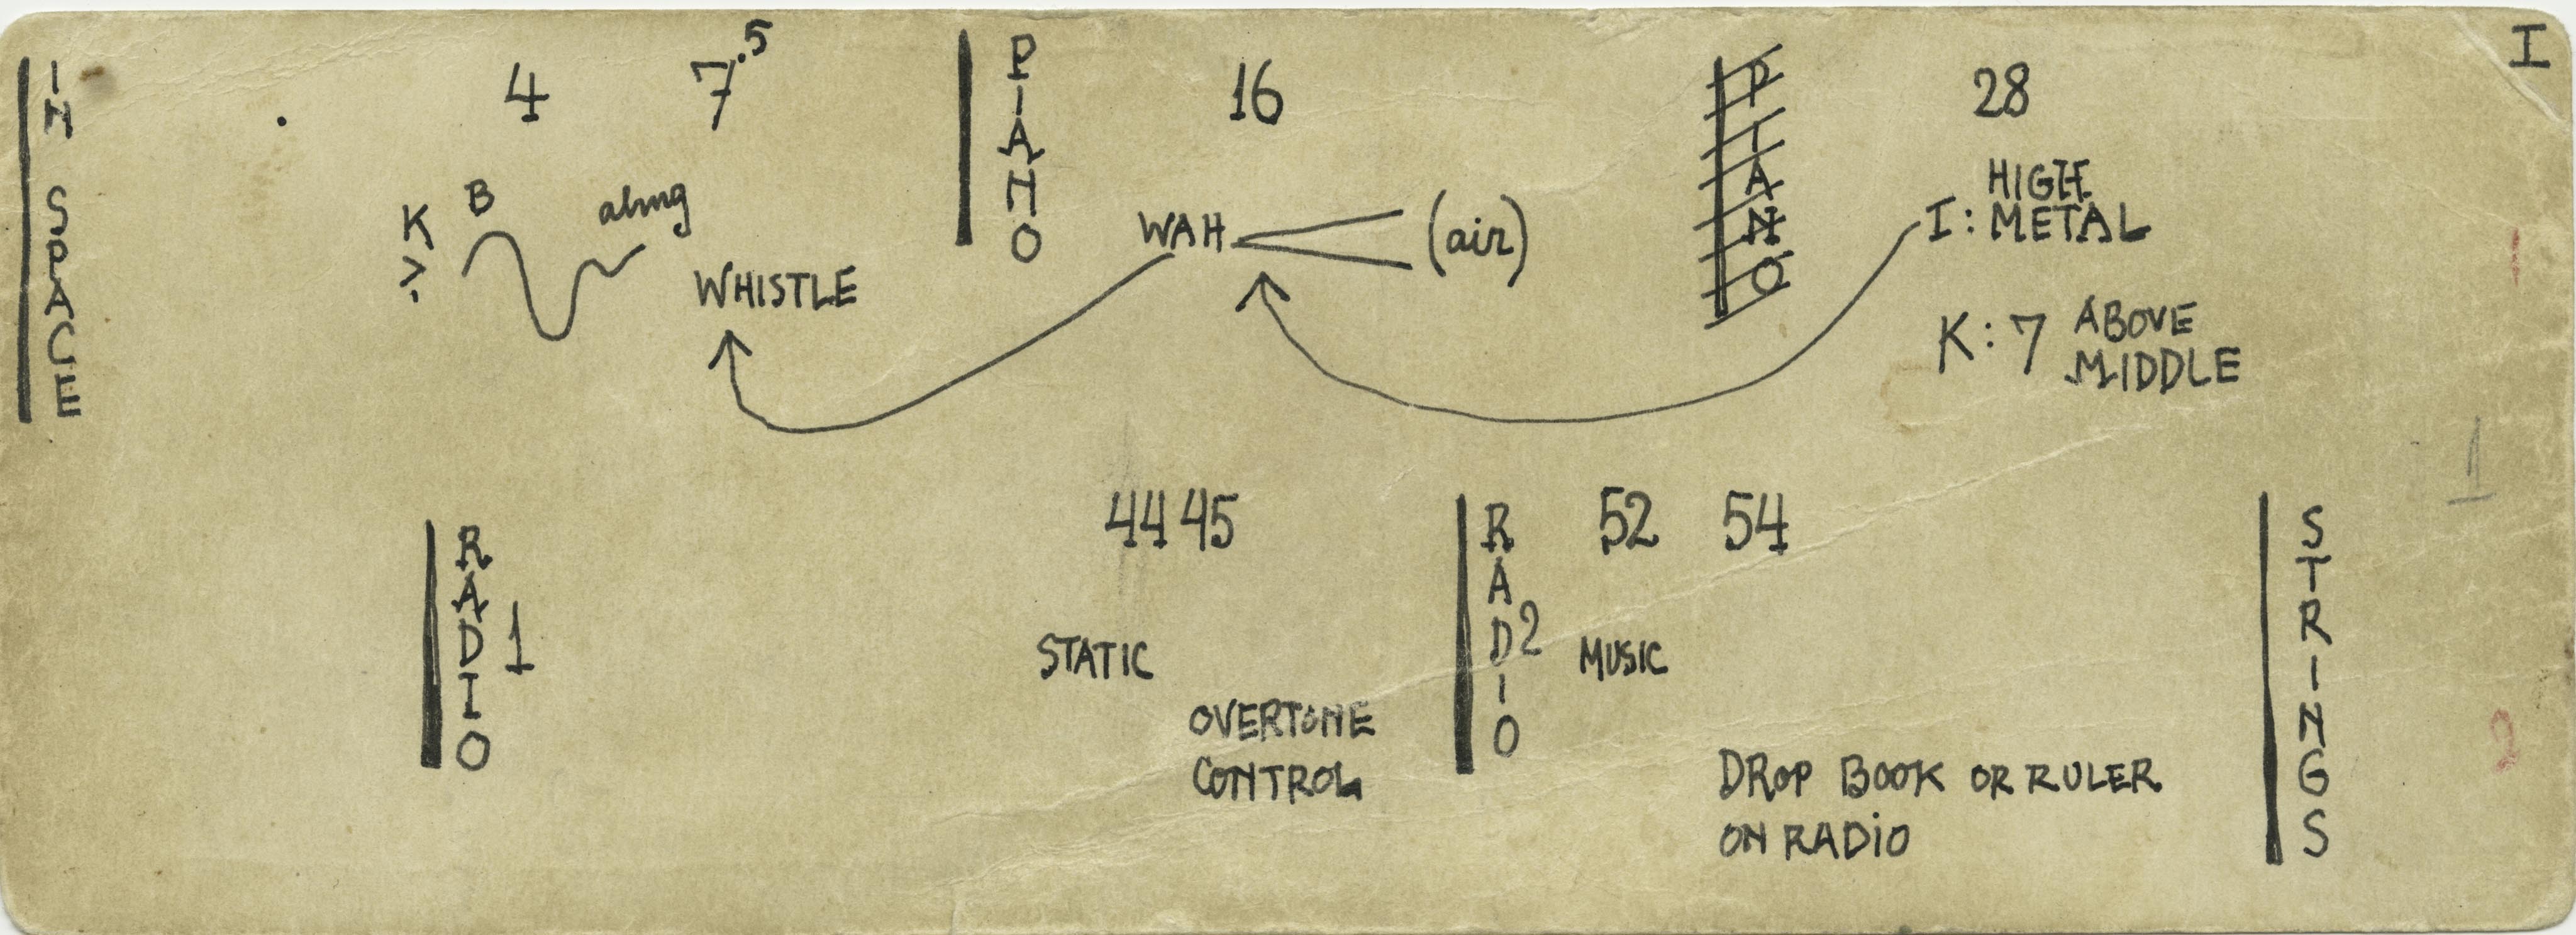 I
IN SPACE
4
7.5
K
B
along
WHISTLE
PIANO
16
WAH
(air)
PIANO
28
I: HIGH
METAL
K: 7 ABOVE
MIDDLE
1
RADIO 1
44 45
STATIC
OVERTONE
CONTROL
RADIO 2
52 54
MUSIC
DROP BOOK OR RULER
ON RADIO
STRINGS
1
2